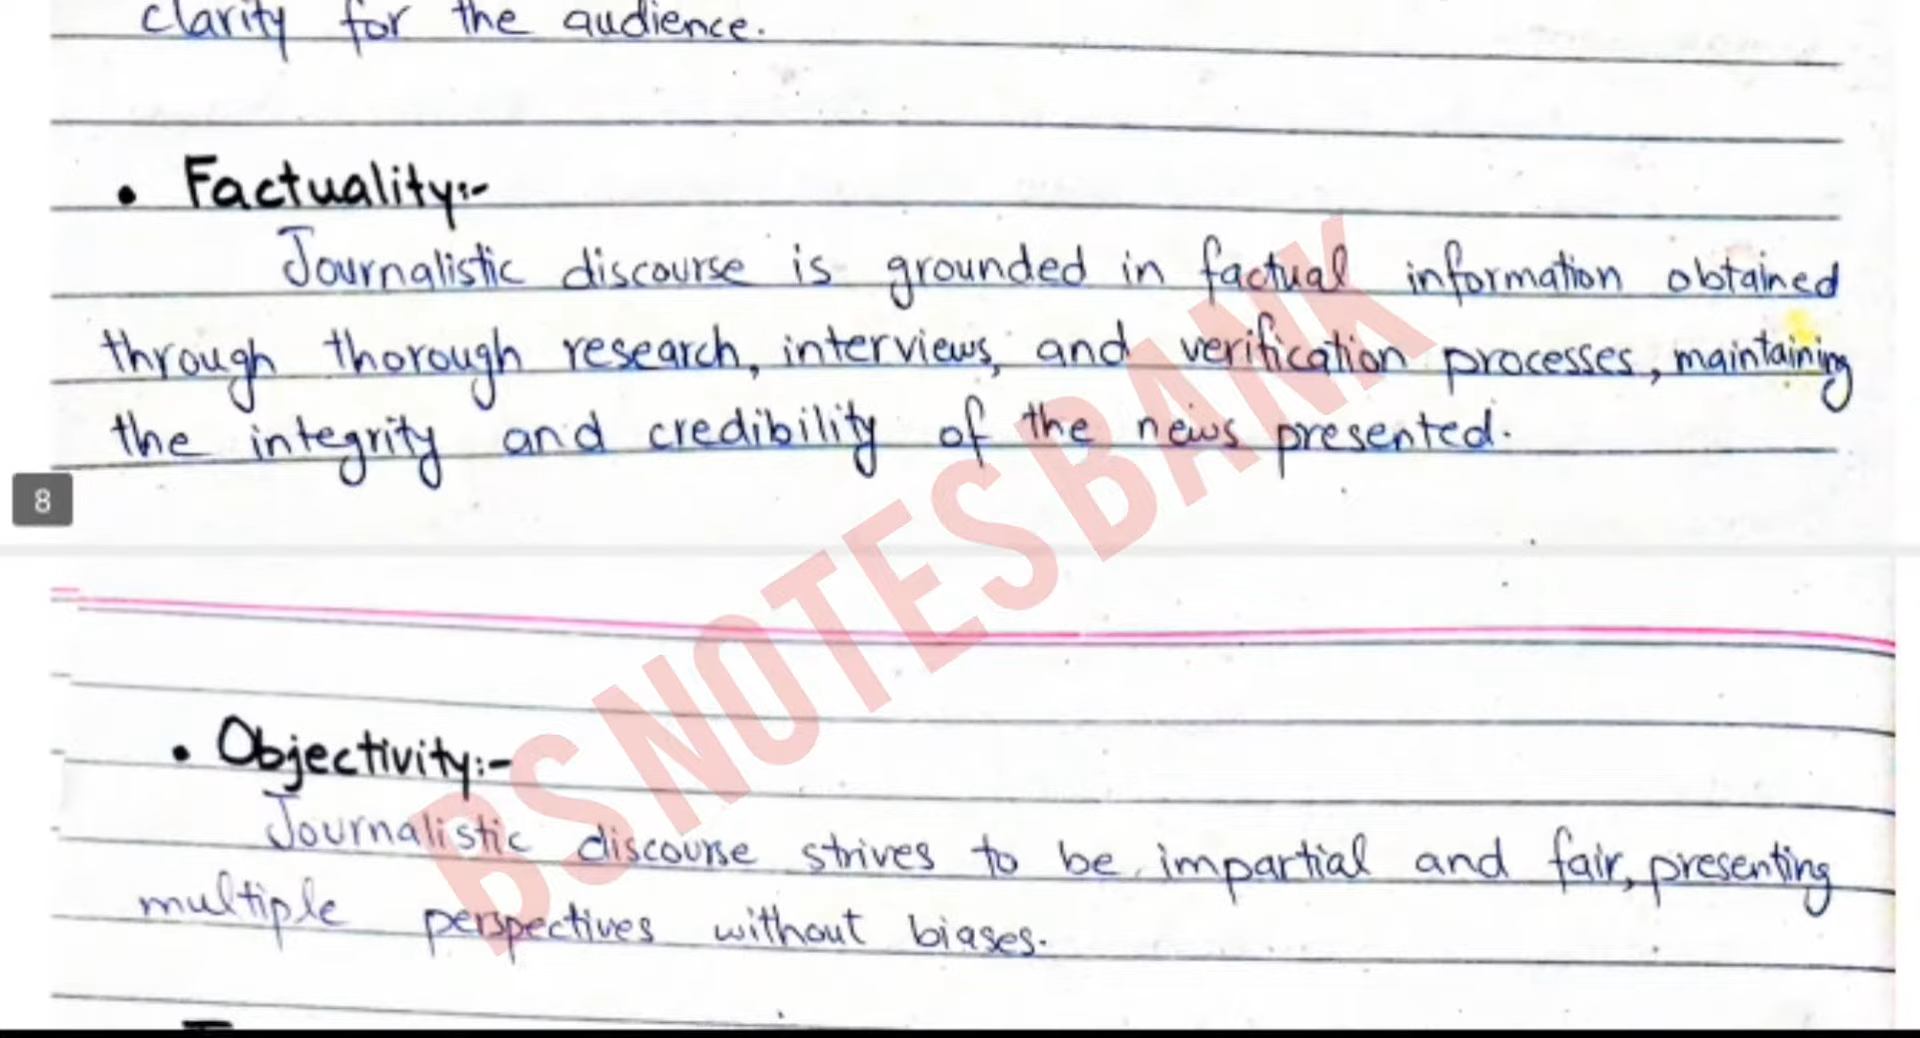 clarity for the audience.
• Factuality:-
Journalistic discourse is grounded in factual information obtained
through thorough research, interviews, and verification processes, maintaining
the integrity and credibility of the news presented.
8
• Objectivity:-
Journalistic discourse strives to be impartial and fair, presenting
multiple perspectives without biases.
BSNOTES BANK